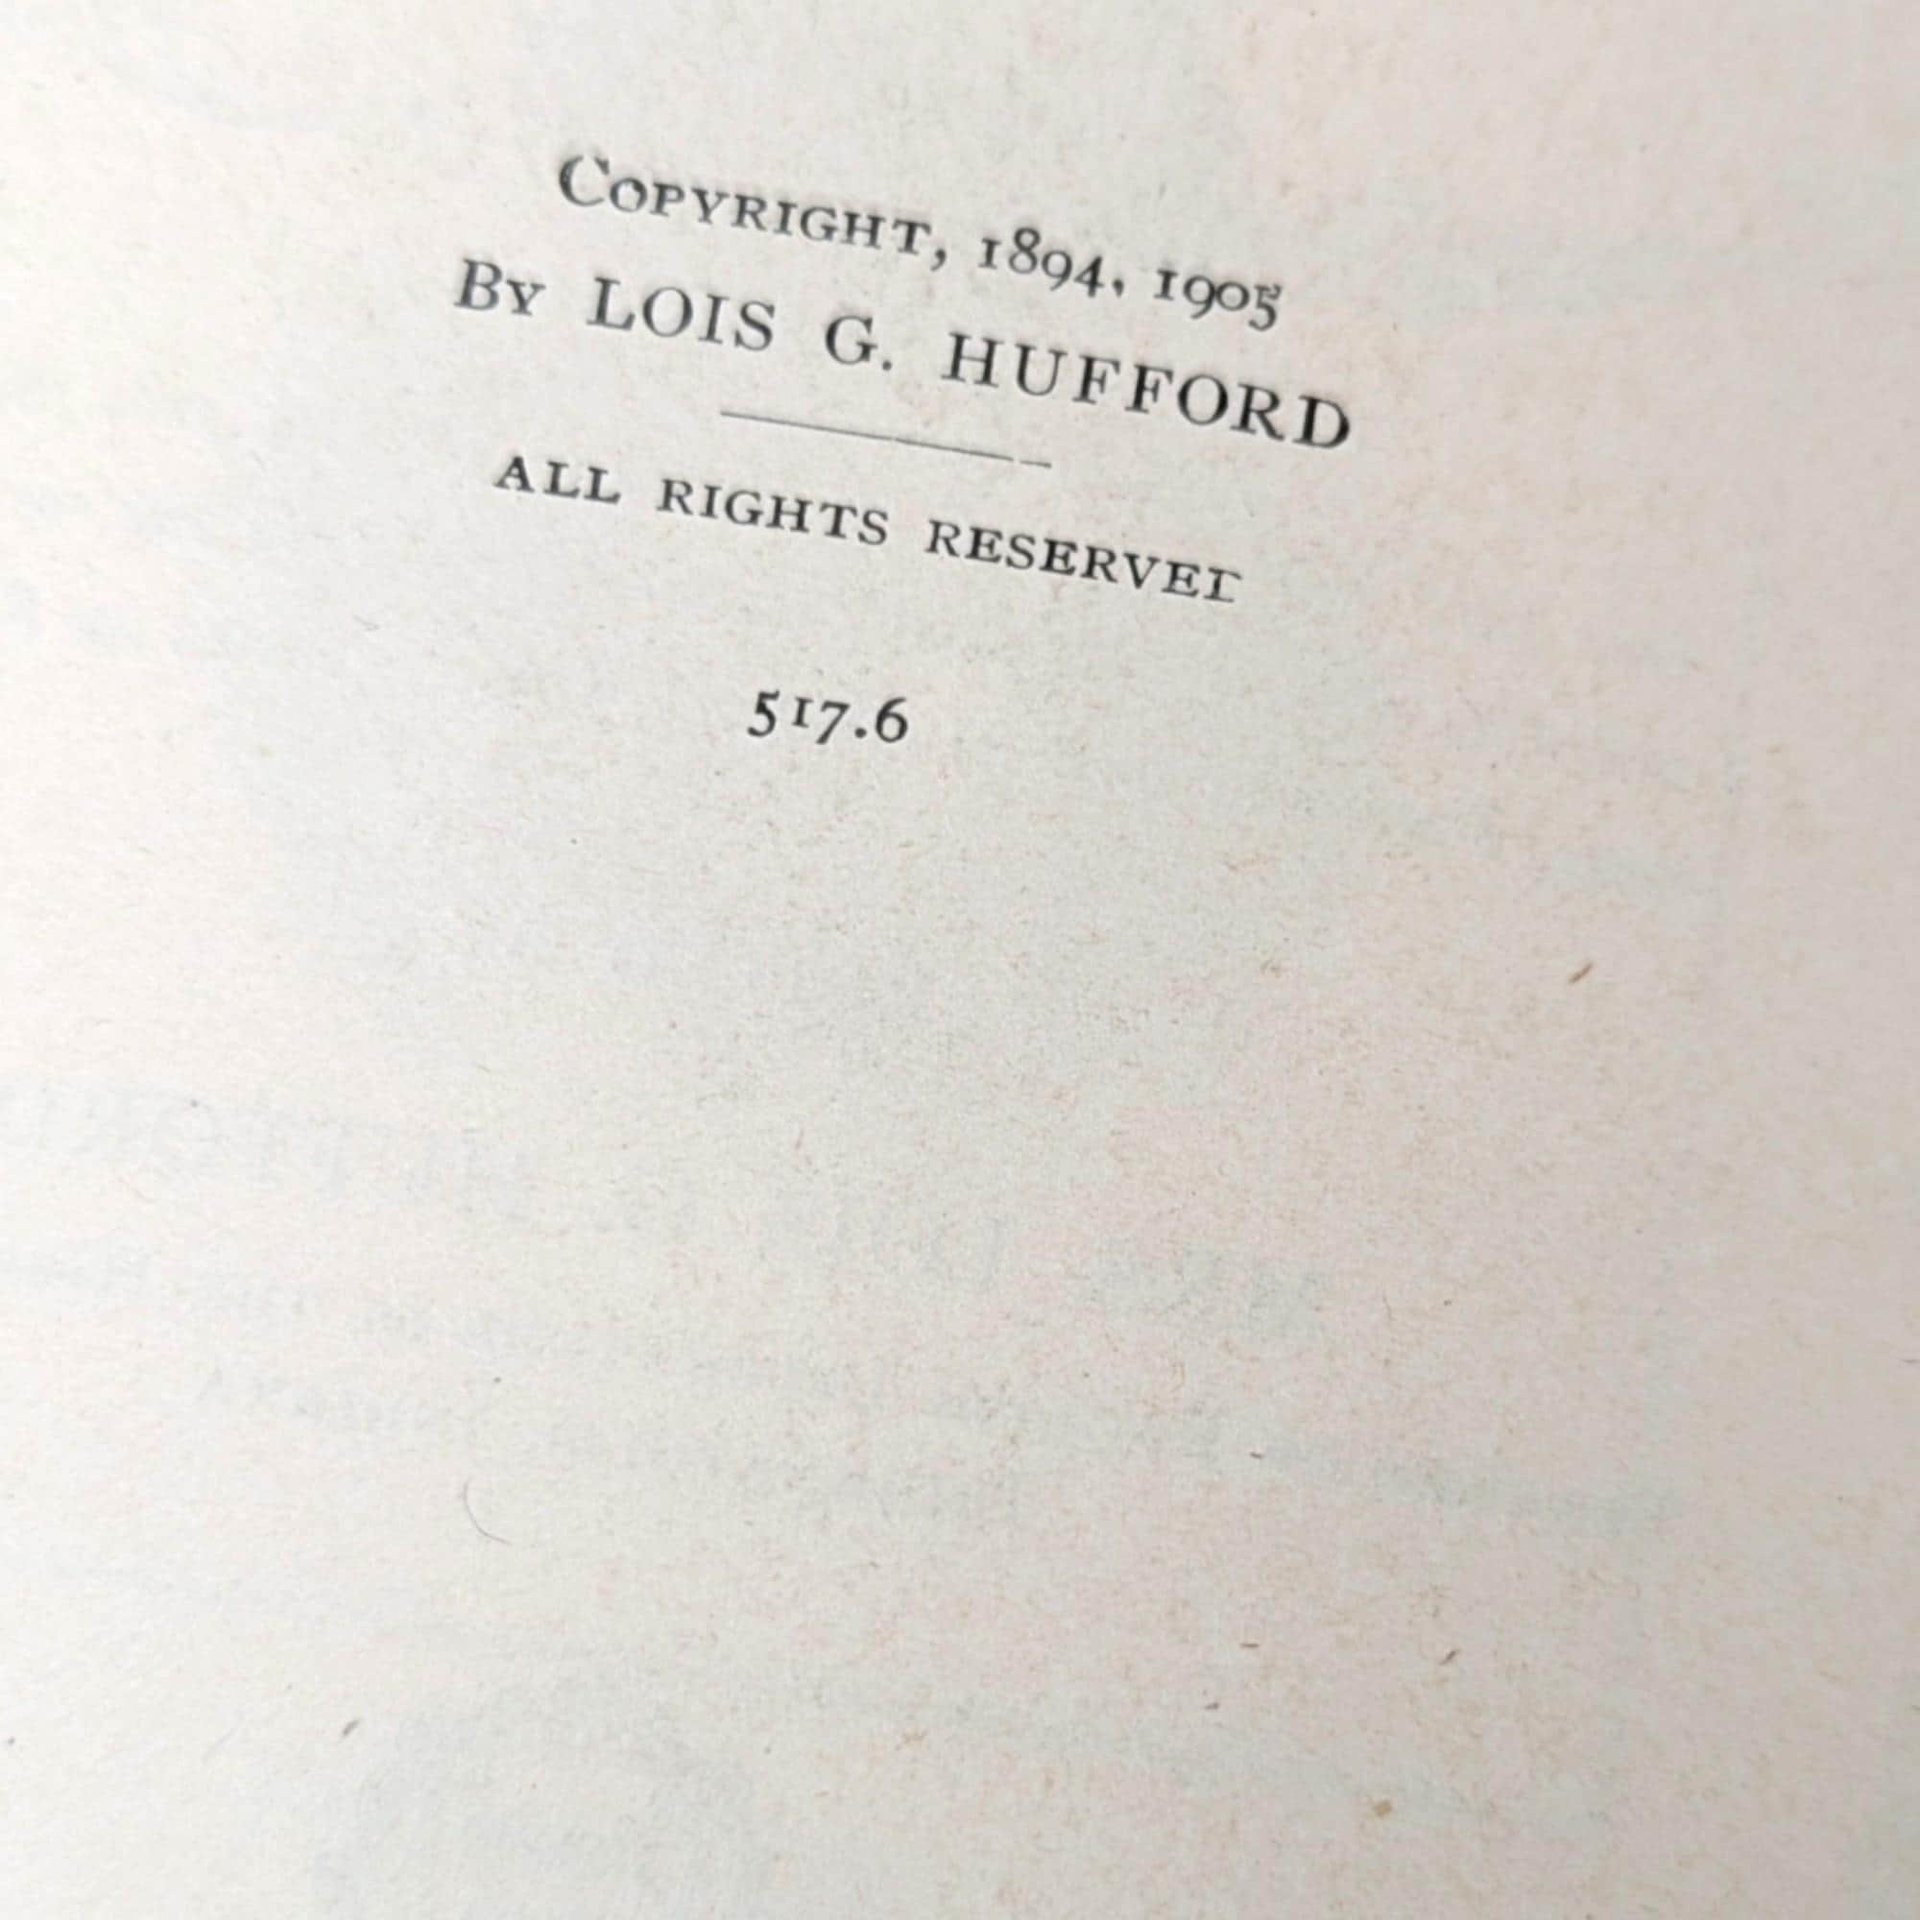 COPYRIGHT, 1894, 1905
BY LOIS G. HUFFORD
ALL RIGHTS RESERVED
517.6